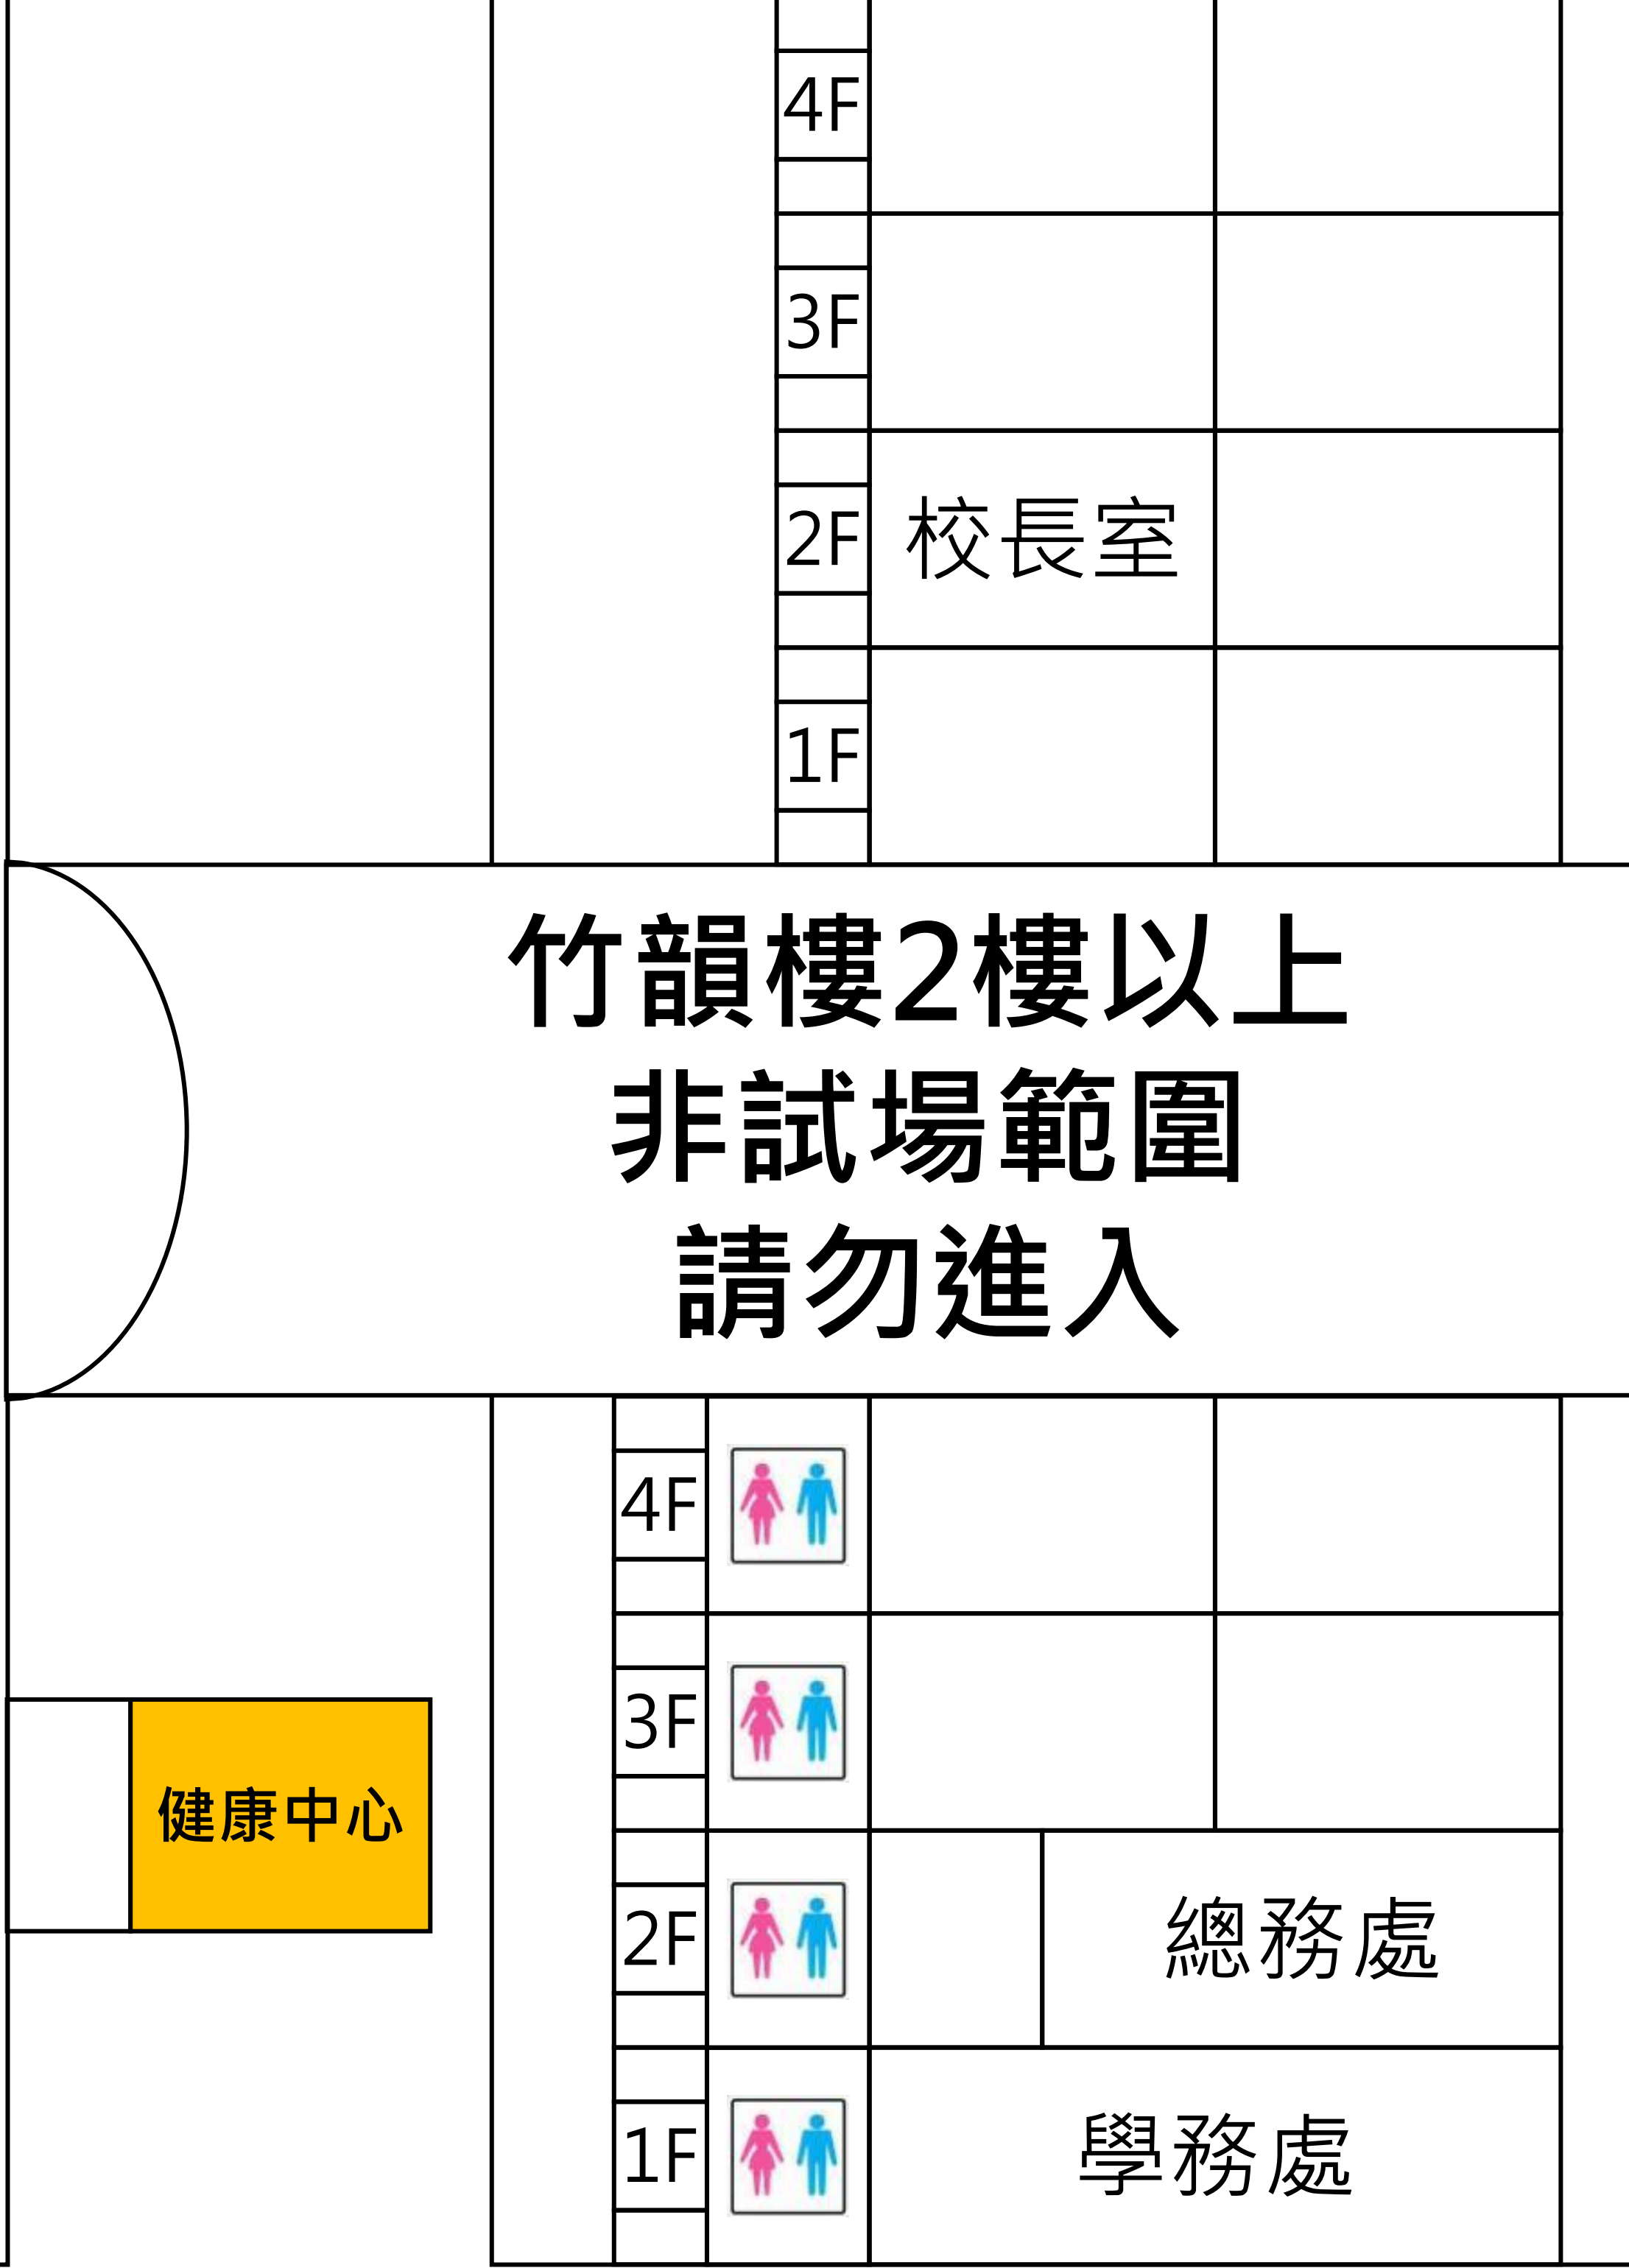 4F
3F
2F 校長室
1F
竹韻樓2樓以上
非試場範圍
請勿進入
4F
3F
健康中心
2F 總務處
1F 學務處